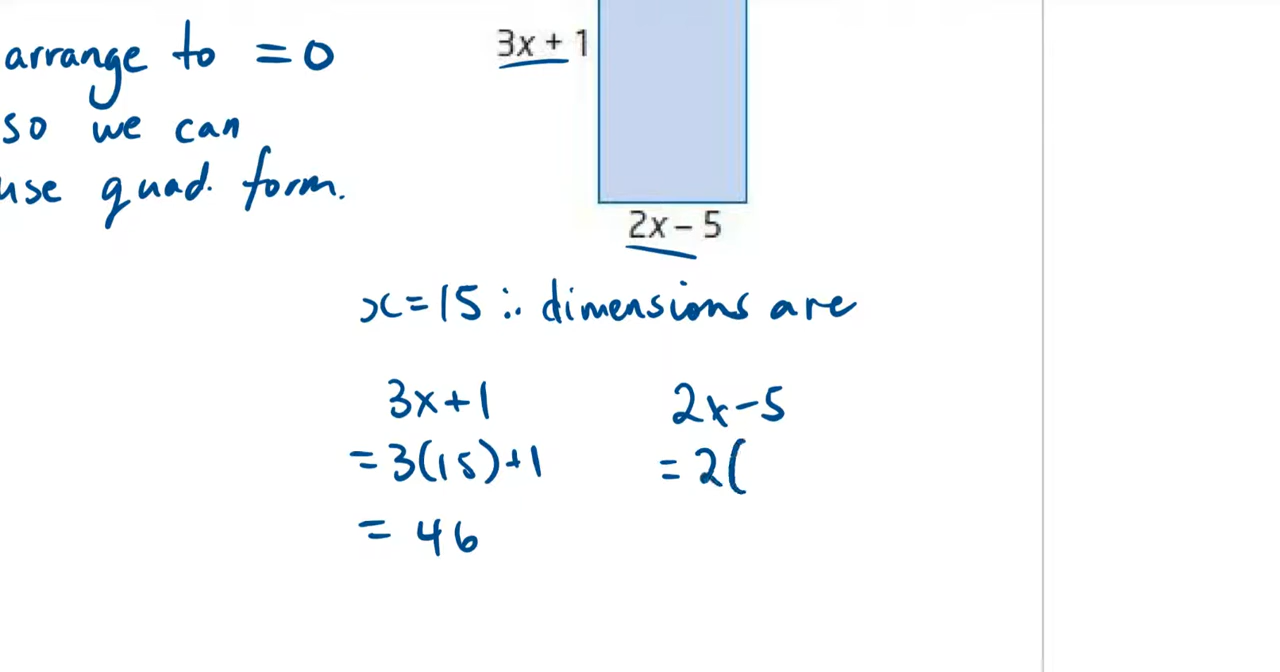 arrange to = 0
3x + 1
so we can
use quad. form.
2x – 5
x = 15 ∴ dimensions are
3x+1 2x-5
= 3(15)+1 = 2(
= 46